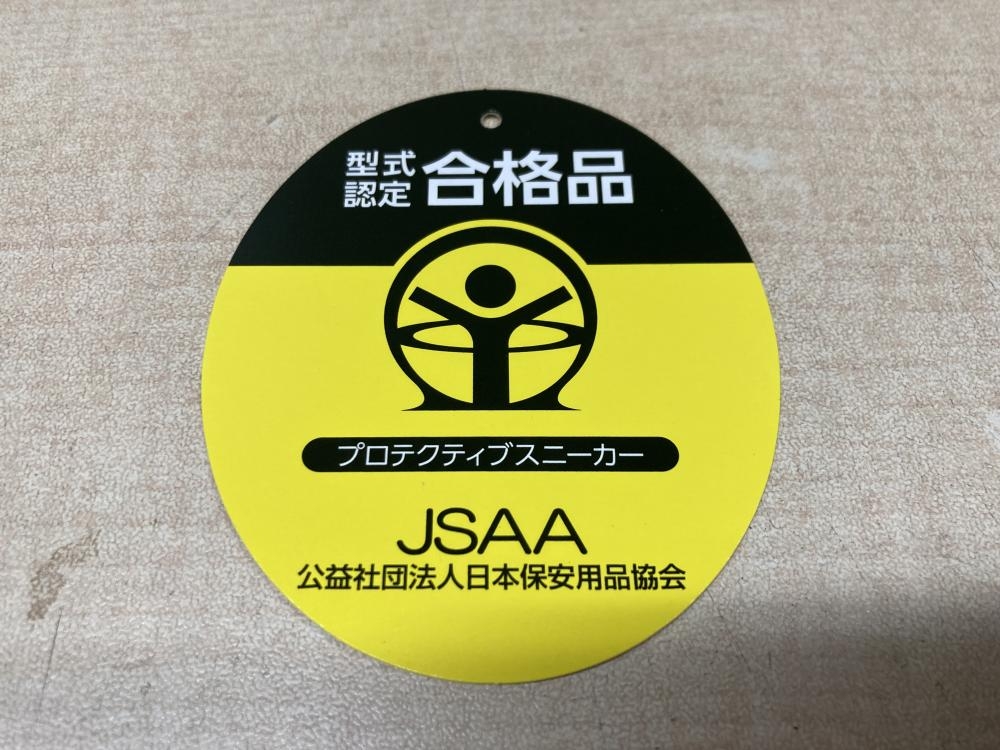 型式
認定
合格品
プロテクティブスニーカー
JSAA
公益社団法人日本保安用品協会